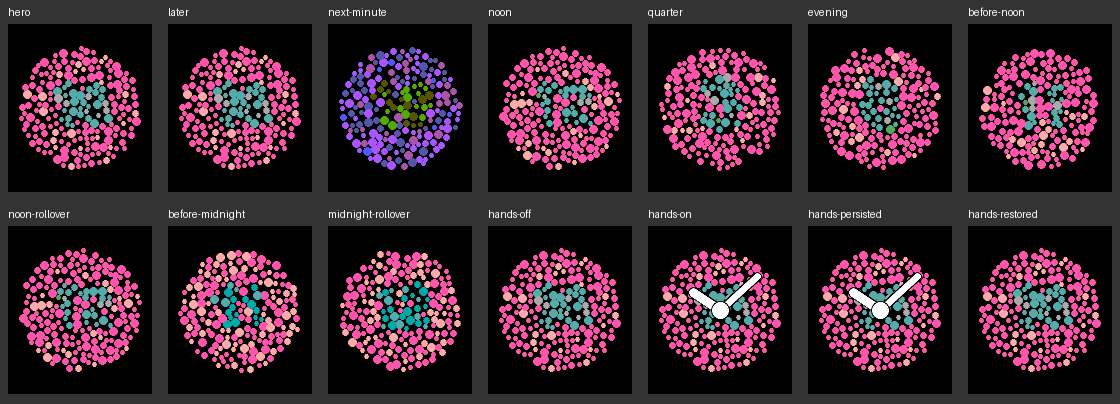 hero later next-minute noon quarter evening before-noon
noon-rollover before-midnight midnight-rollover hands-off hands-on hands-persisted hands-restored